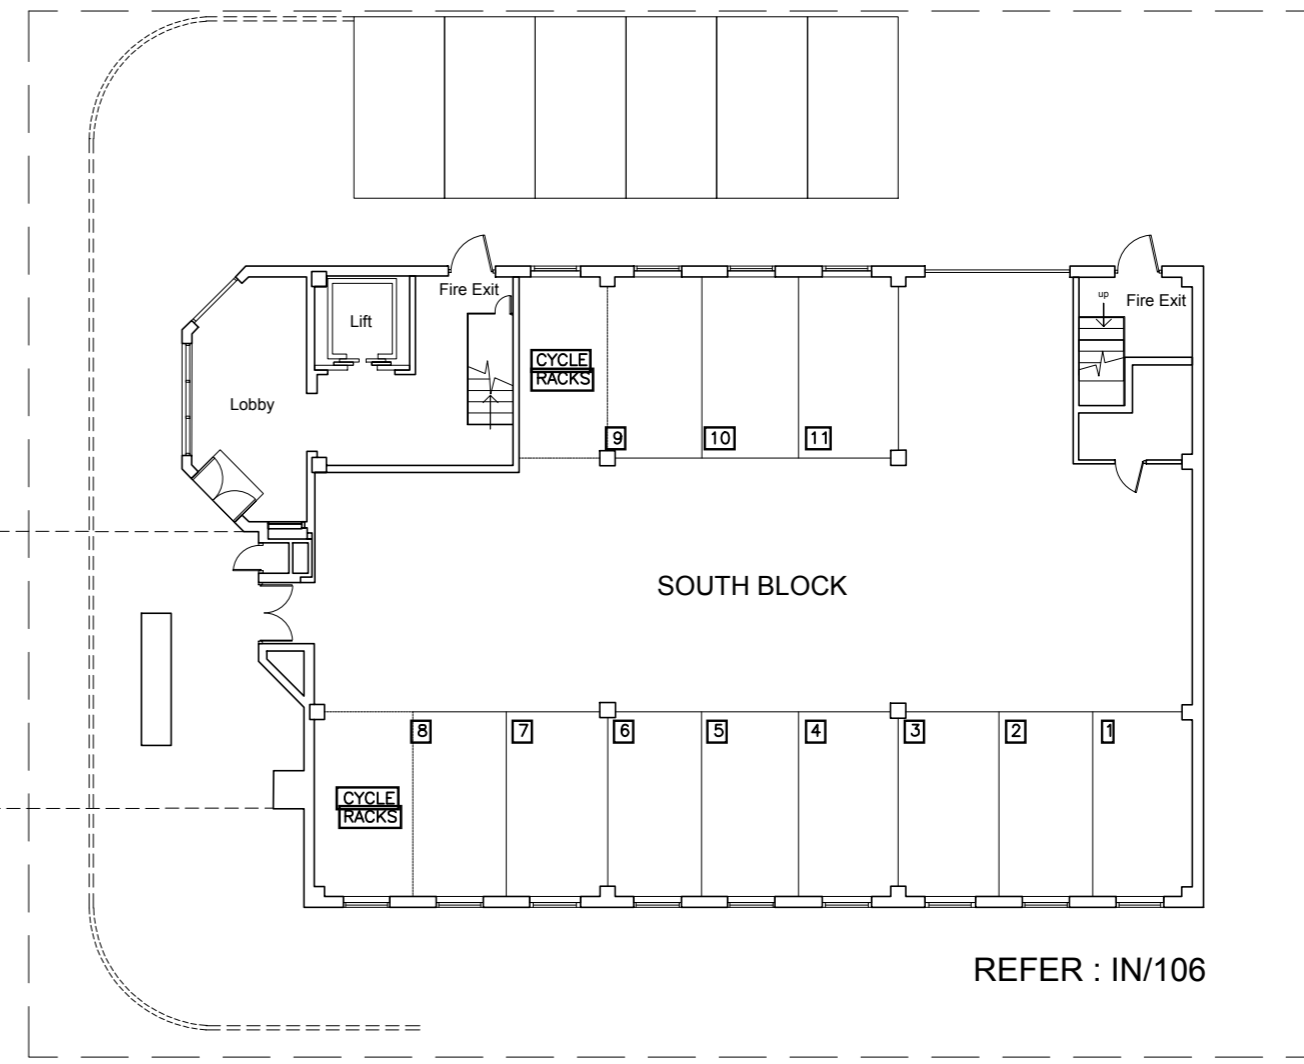 Fire Exit
up
Fire Exit
Lift
CYCLE
RACKS
Lobby
9
10
11
SOUTH BLOCK
8
7
6
5
4
3
2
1
CYCLE
RACKS
REFER : IN/106